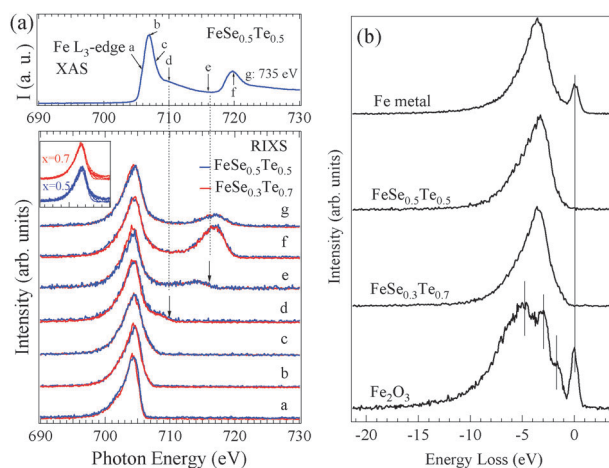 (a)
b
a
c
d
e
f
Fe L3-edge
XAS
FeSe0.5Te0.5
g: 735 eV
I (a. u.)
690 700 710 720 730
RIXS
x=0.7
x=0.5
FeSe0.5Te0.5
FeSe0.3Te0.7
g
f
e
d
c
b
a
Intensity (arb. units)
690 700 710 720 730
Photon Energy (eV)
(b)
Fe metal
FeSe0.5Te0.5
FeSe0.3Te0.7
Fe2O3
Intensity (arb. units)
-20 -15 -10 -5 0 5
Energy Loss (eV)